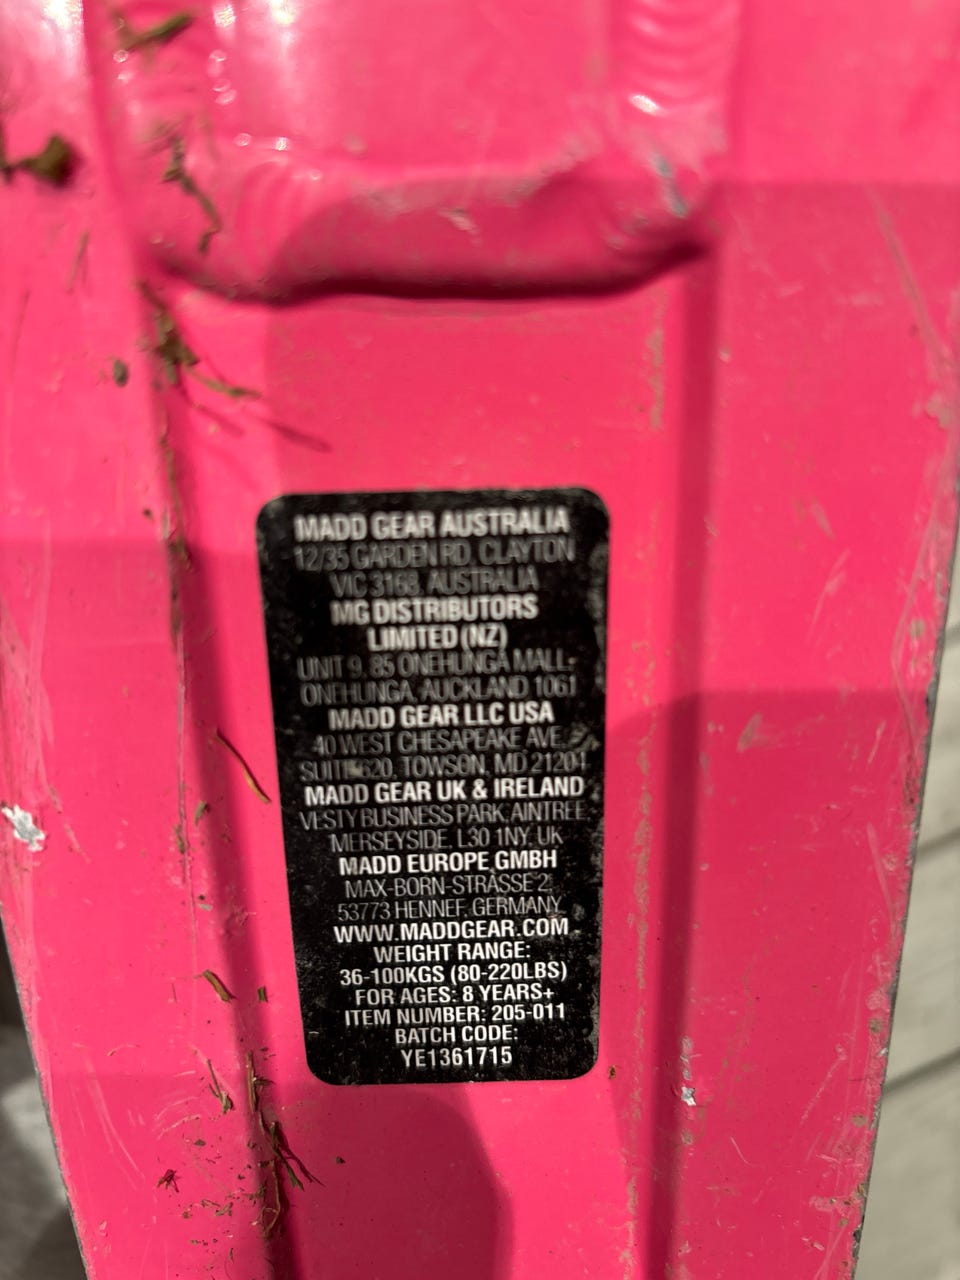 MADD GEAR AUSTRALIA
12/35 GARDEN RD, CLAYTON
VIC 3168, AUSTRALIA
MG DISTRIBUTORS
LIMITED (NZ)
UNIT 9, 85 ONEHUNGA MALL-
ONEHUNGA, AUCKLAND 1061
MADD GEAR LLC USA
40 WEST CHESAPEAKE AVE.
SUITE 620, TOWSON, MD 21204
MADD GEAR UK & IRELAND
VESTY BUSINESS PARK, AINTREE,
MERSEYSIDE, L30 1NY, UK
MADD EUROPE GMBH
MAX-BORN-STRASSE 2,
53773 HENNEF, GERMANY
WWW.MADDGEAR.COM
WEIGHT RANGE:
36-100KGS (80-220LBS)
FOR AGES: 8 YEARS+
ITEM NUMBER: 205-011
BATCH CODE:
YE1361715